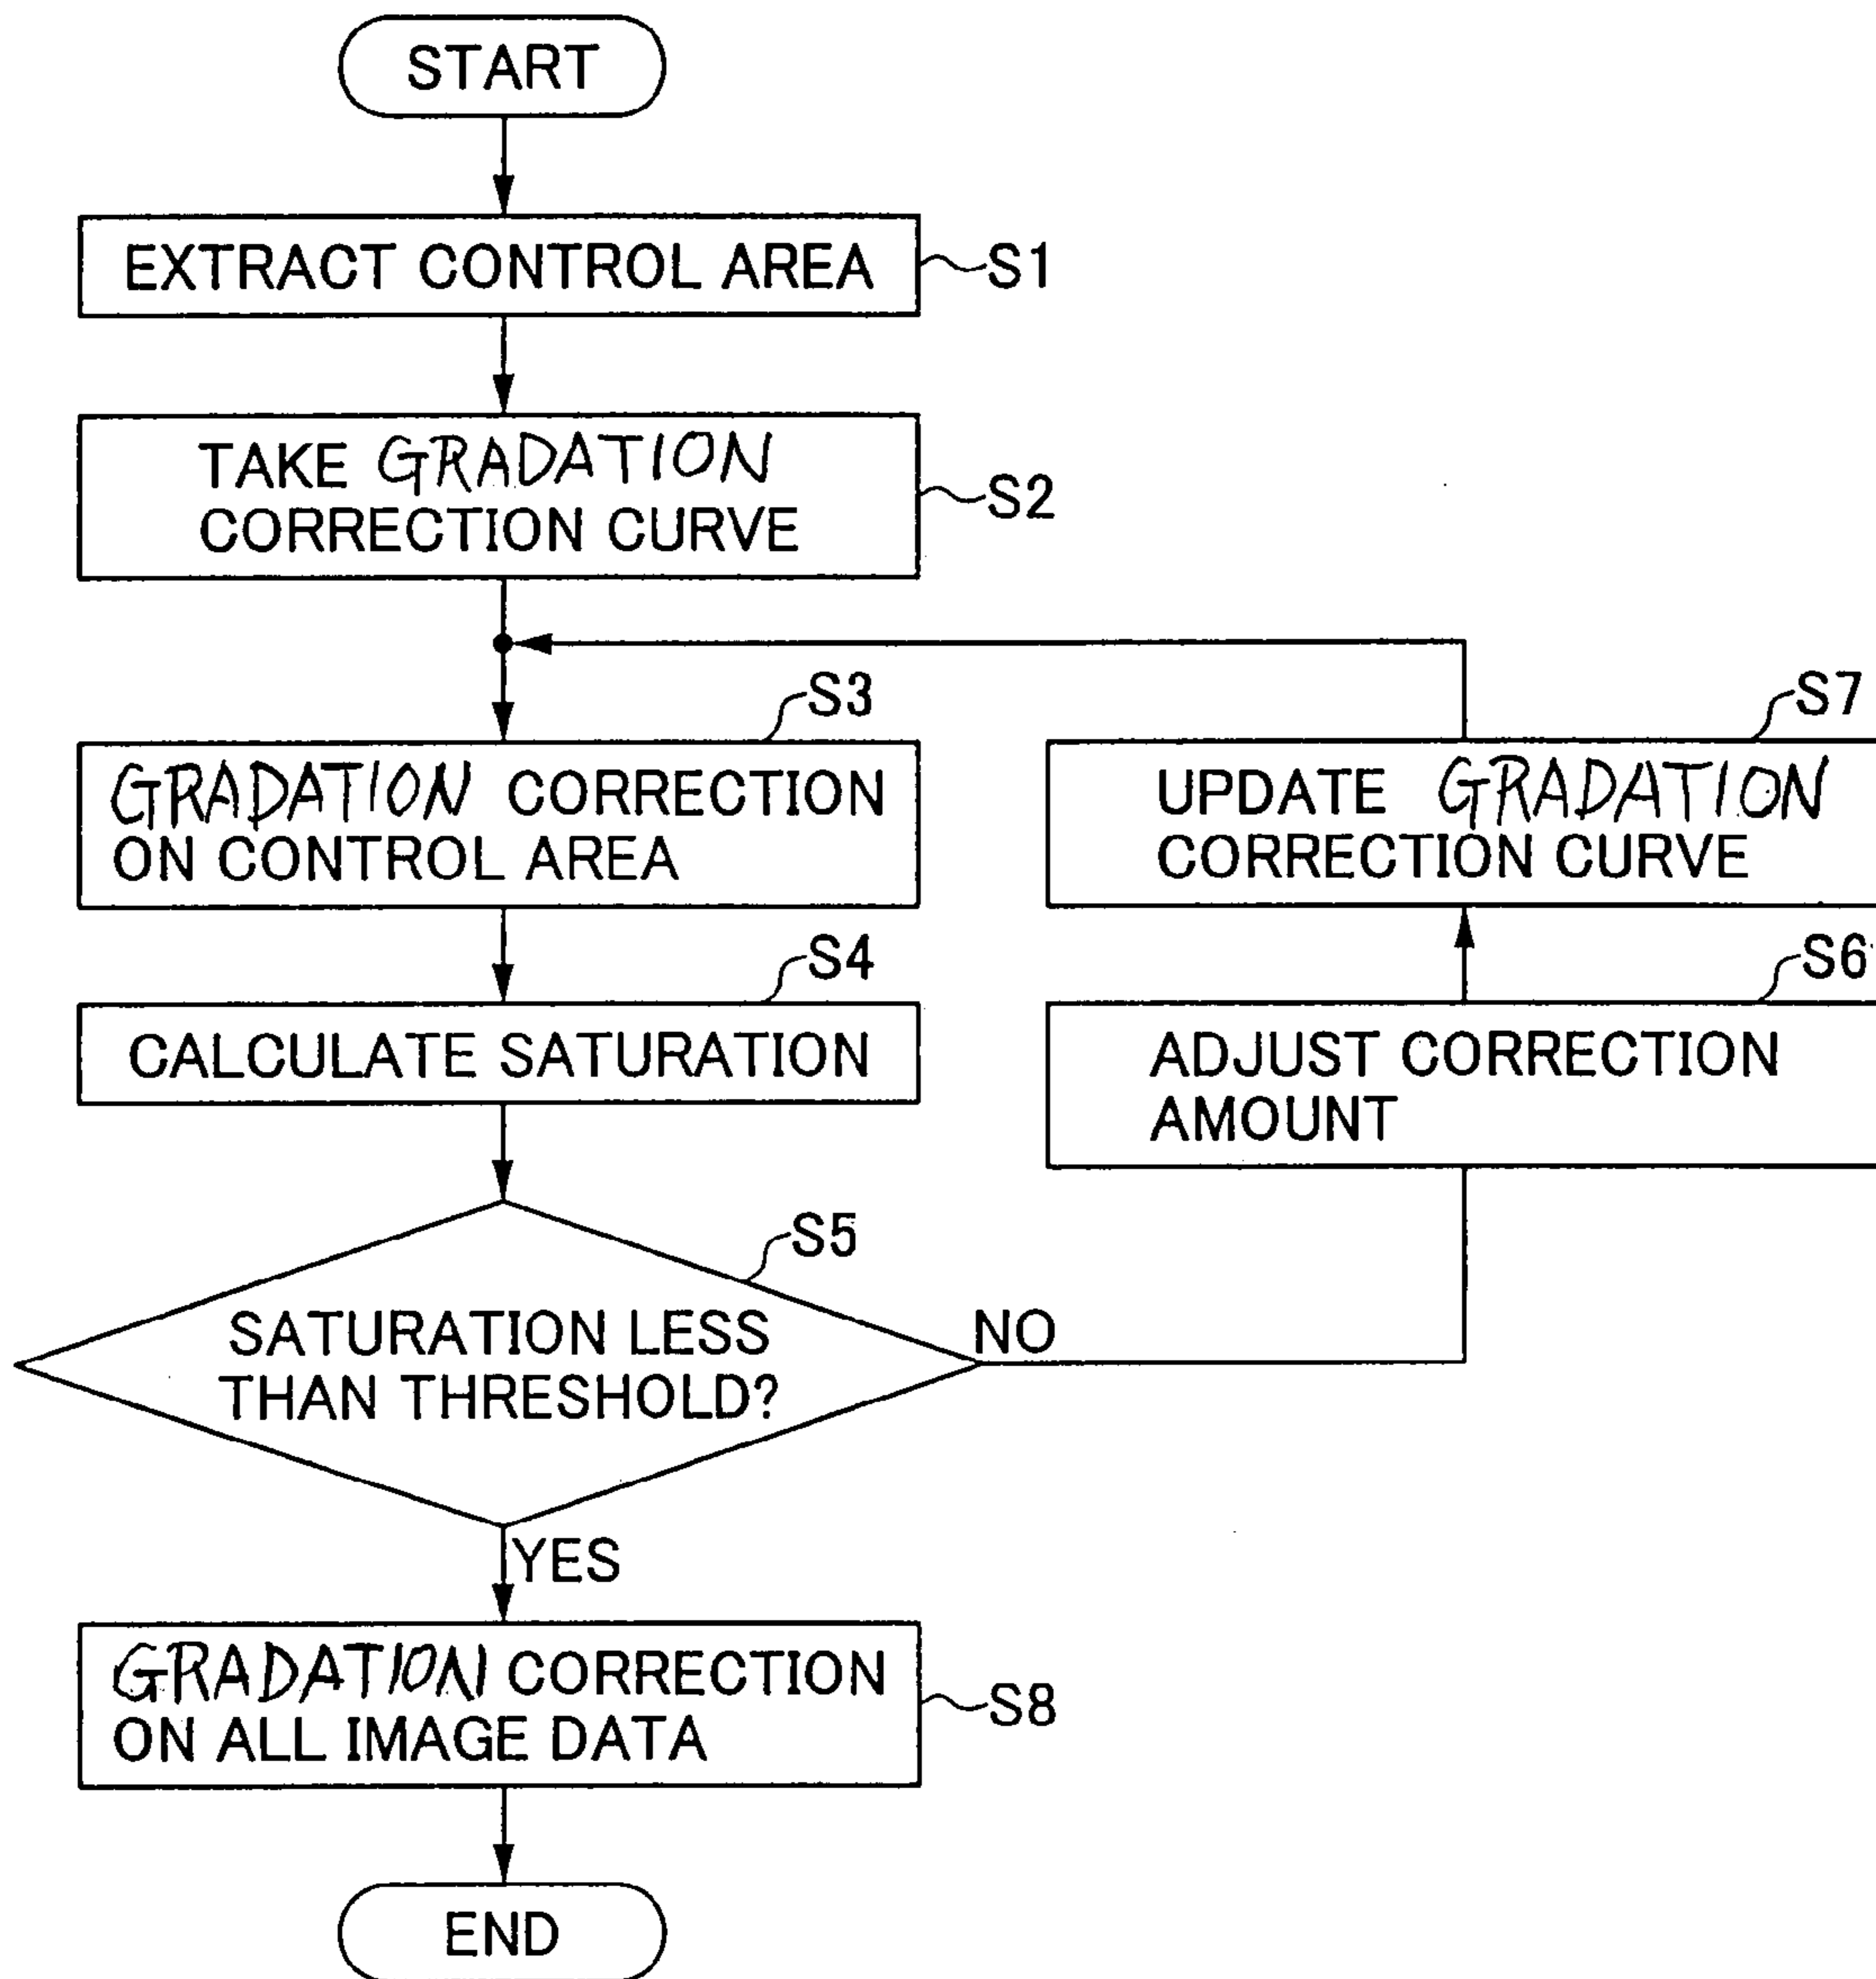 START
EXTRACT CONTROL AREA
S1
TAKE GRADATION
CORRECTION CURVE
S2
S3
GRADATION CORRECTION
ON CONTROL AREA
S4
CALCULATE SATURATION
S5
SATURATION LESS
THAN THRESHOLD?
NO
S6
ADJUST CORRECTION
AMOUNT
S7
UPDATE GRADATION
CORRECTION CURVE
YES
GRADATION CORRECTION
ON ALL IMAGE DATA
S8
END